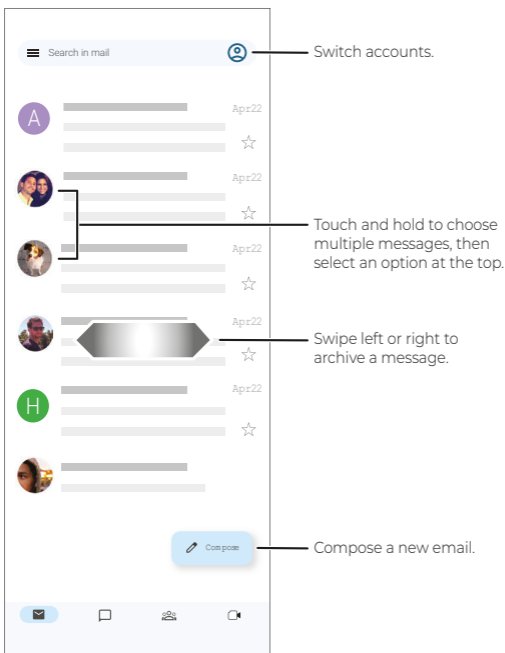 Search in mail
Switch accounts.
A
Apr22
Apr22
Touch and hold to choose
multiple messages, then
select an option at the top.
Apr22
Apr22
Swipe left or right to
archive a message.
H
Apr22
Compose
Compose a new email.